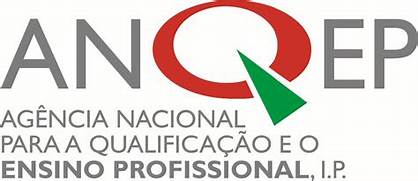 ANQEP
AGÊNCIA NACIONAL
PARA A QUALIFICAÇÃO E O
ENSINO PROFISSIONAL, I.P.